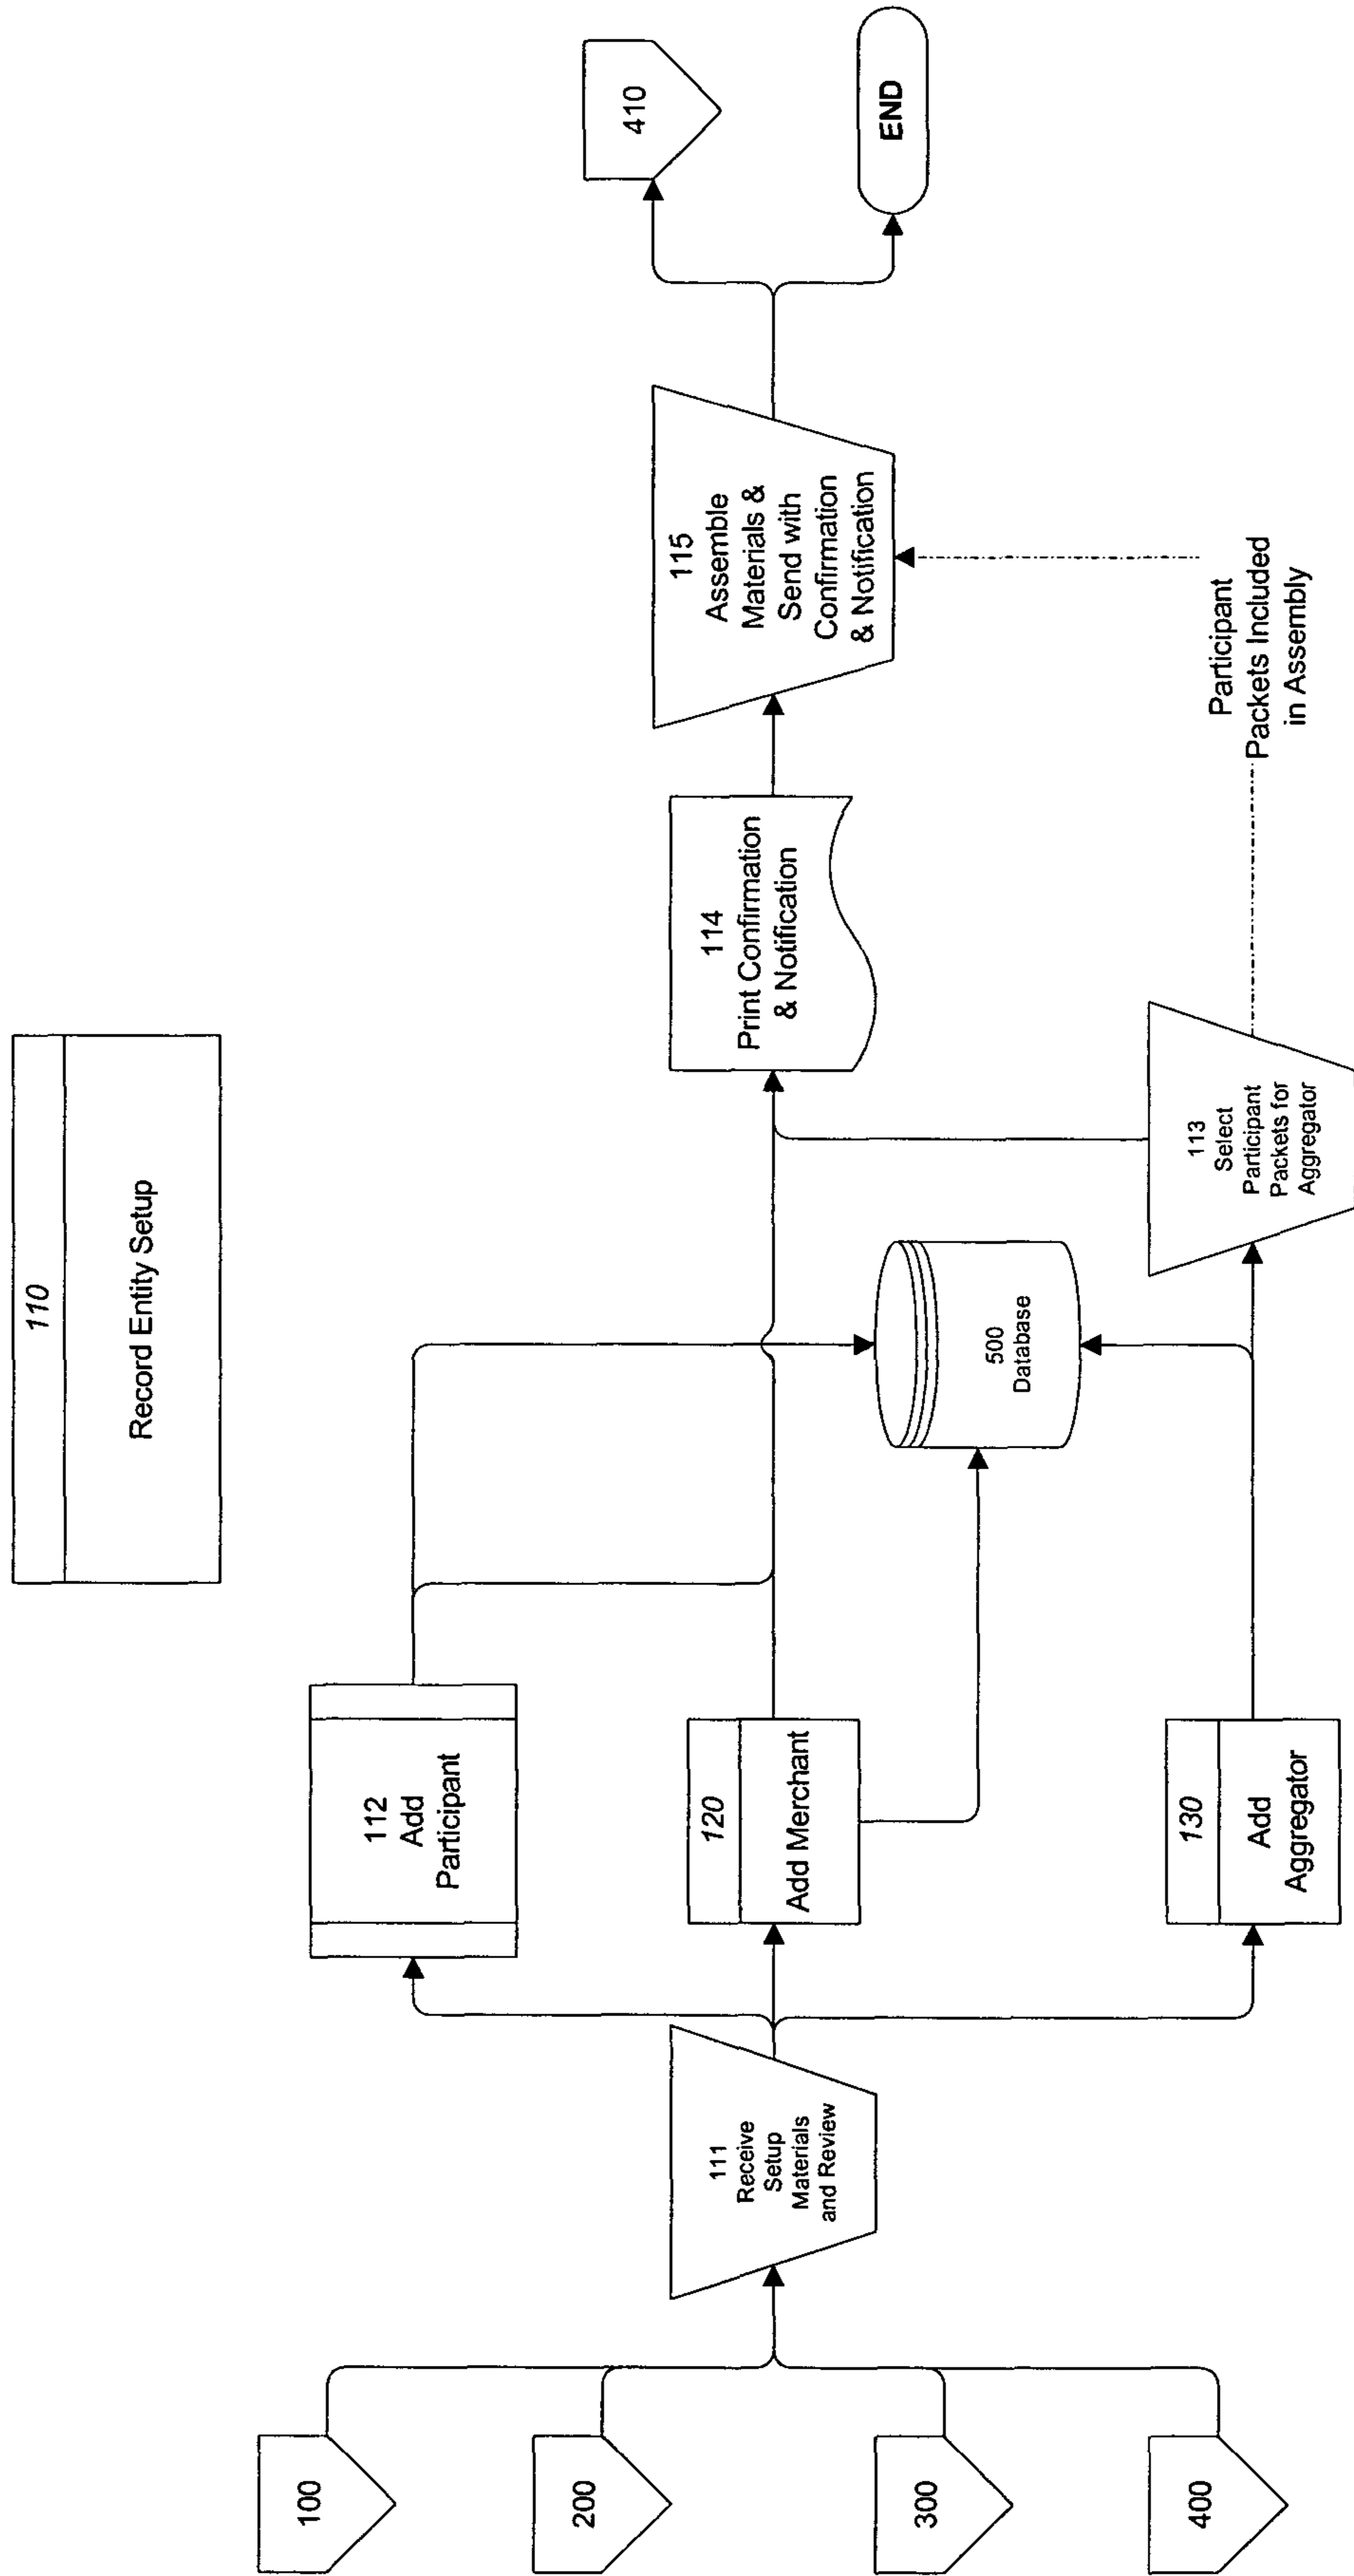 110
Record Entity Setup
100
200
300
400
111
Receive
Setup
Materials
and Review
112
Add
Participant
120
Add Merchant
130
Add
Aggregator
500
Database
113
Select
Participant
Packets for
Aggregator
114
Print Confirmation
& Notification
115
Assemble
Materials &
Send with
Confirmation
& Notification
Participant
Packets Included
in Assembly
410
END